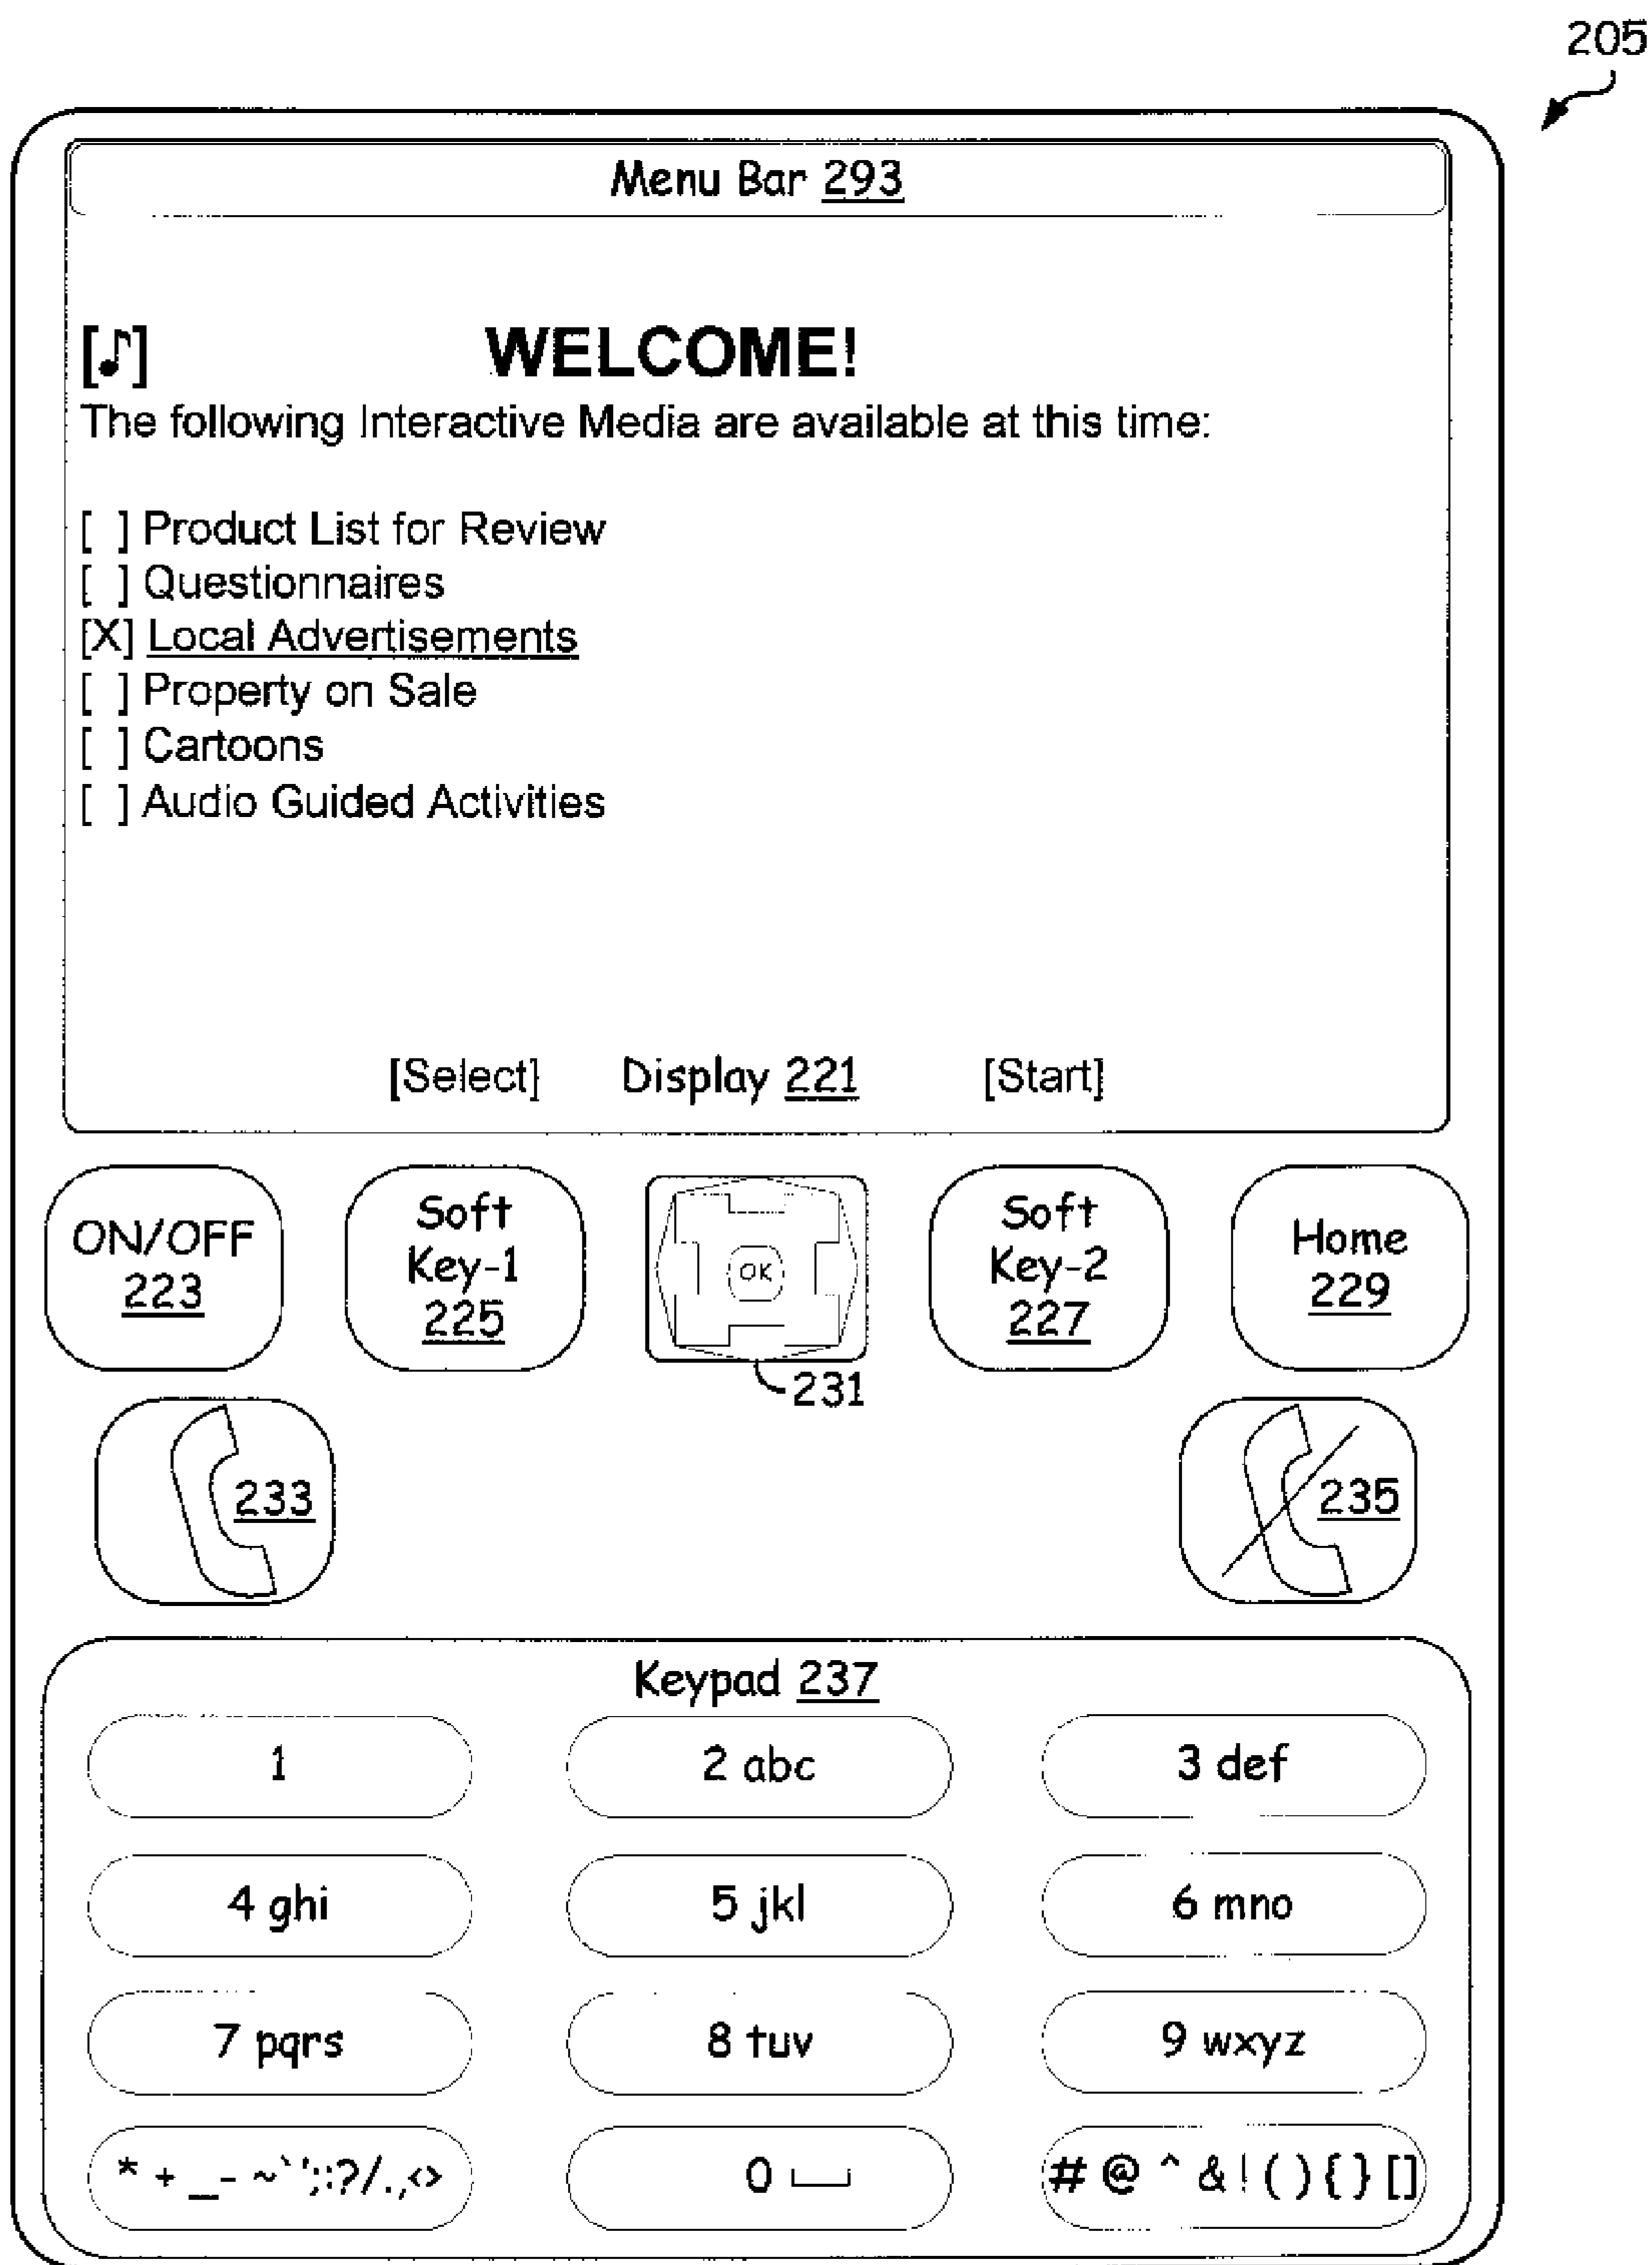 205
Menu Bar 293
[♪] WELCOME!
The following Interactive Media are available at this time:
[ ] Product List for Review
[ ] Questionnaires
[X] Local Advertisements
[ ] Property on Sale
[ ] Cartoons
[ ] Audio Guided Activities
[Select] Display 221 [Start]
ON/OFF
223
Soft
Key-1
225
OK
231
Soft
Key-2
227
Home
229
233
235
Keypad 237
1
2 abc
3 def
4 ghi
5 jkl
6 mno
7 pqrs
8 tuv
9 wxyz
* + _- ~`';:?/.,<>
0 ⎵
# @ ^ & ! ( ) { } []